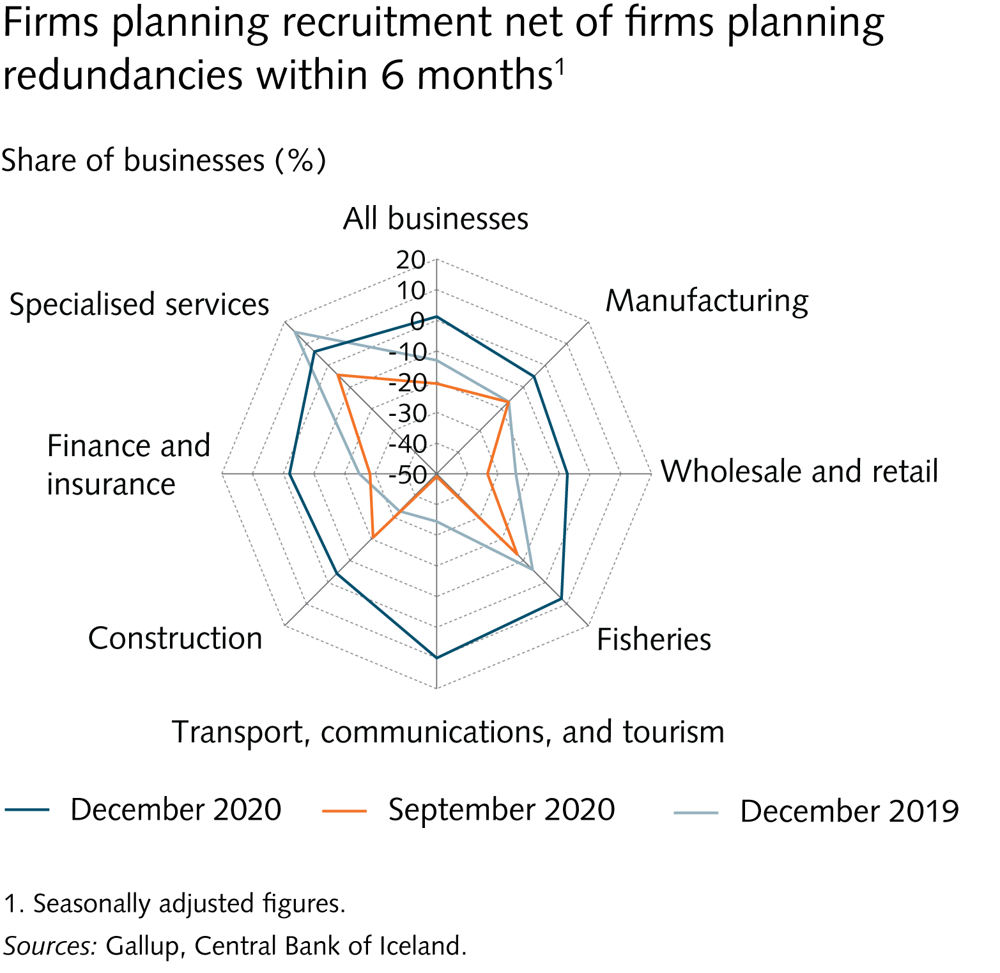 Firms planning recruitment net of firms planning
redundancies within 6 months¹
Share of businesses (%)
All businesses
20
10
0
-10
-20
-30
-40
-50
Specialised services
Manufacturing
Finance and
insurance
Wholesale and retail
Construction
Fisheries
Transport, communications, and tourism
December 2020
September 2020
December 2019
1. Seasonally adjusted figures.
Sources: Gallup, Central Bank of Iceland.